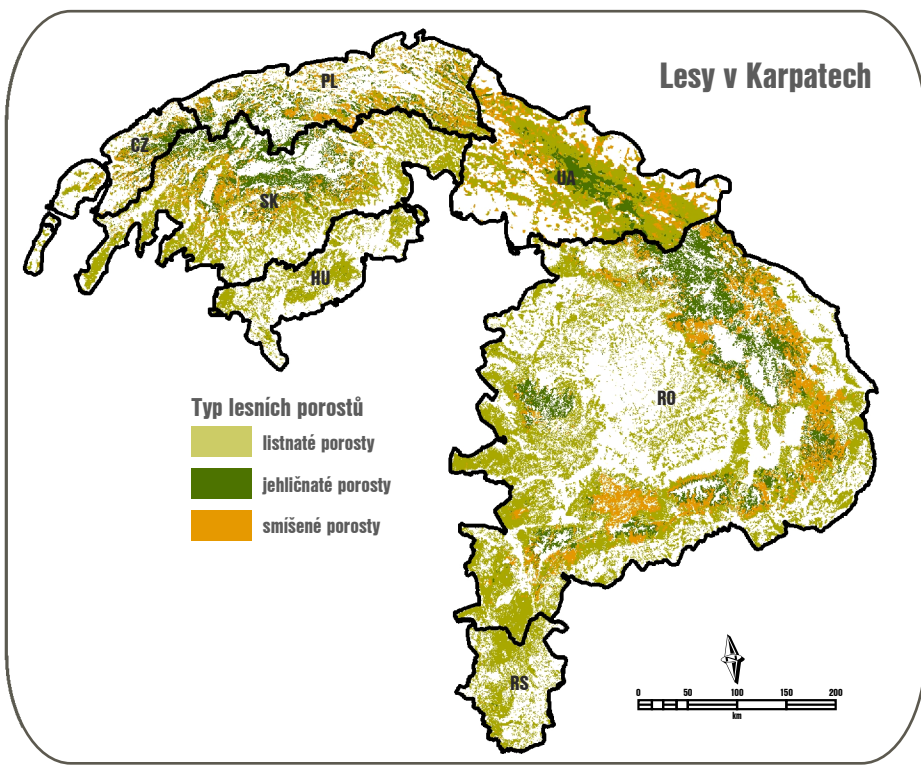 Lesy v Karpatech
PL
CZ
UA
SK
HU
RO
Typ lesních porostů
listnaté porosty
jehličnaté porosty
smíšené porosty
RS
0 50 100 150 200
km